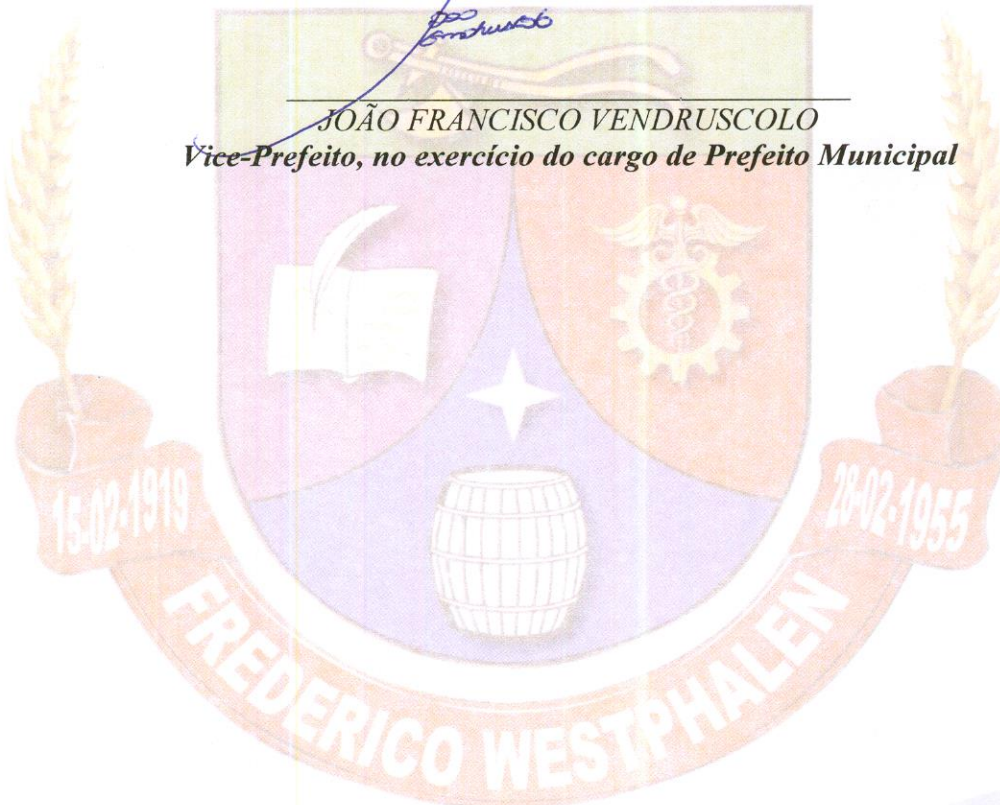 JOÃO FRANCISCO VENDRUSCOLO
Vice-Prefeito, no exercício do cargo de Prefeito Municipal
15-02-1919
28-02-1955
FREDERICO WESTPHALEN